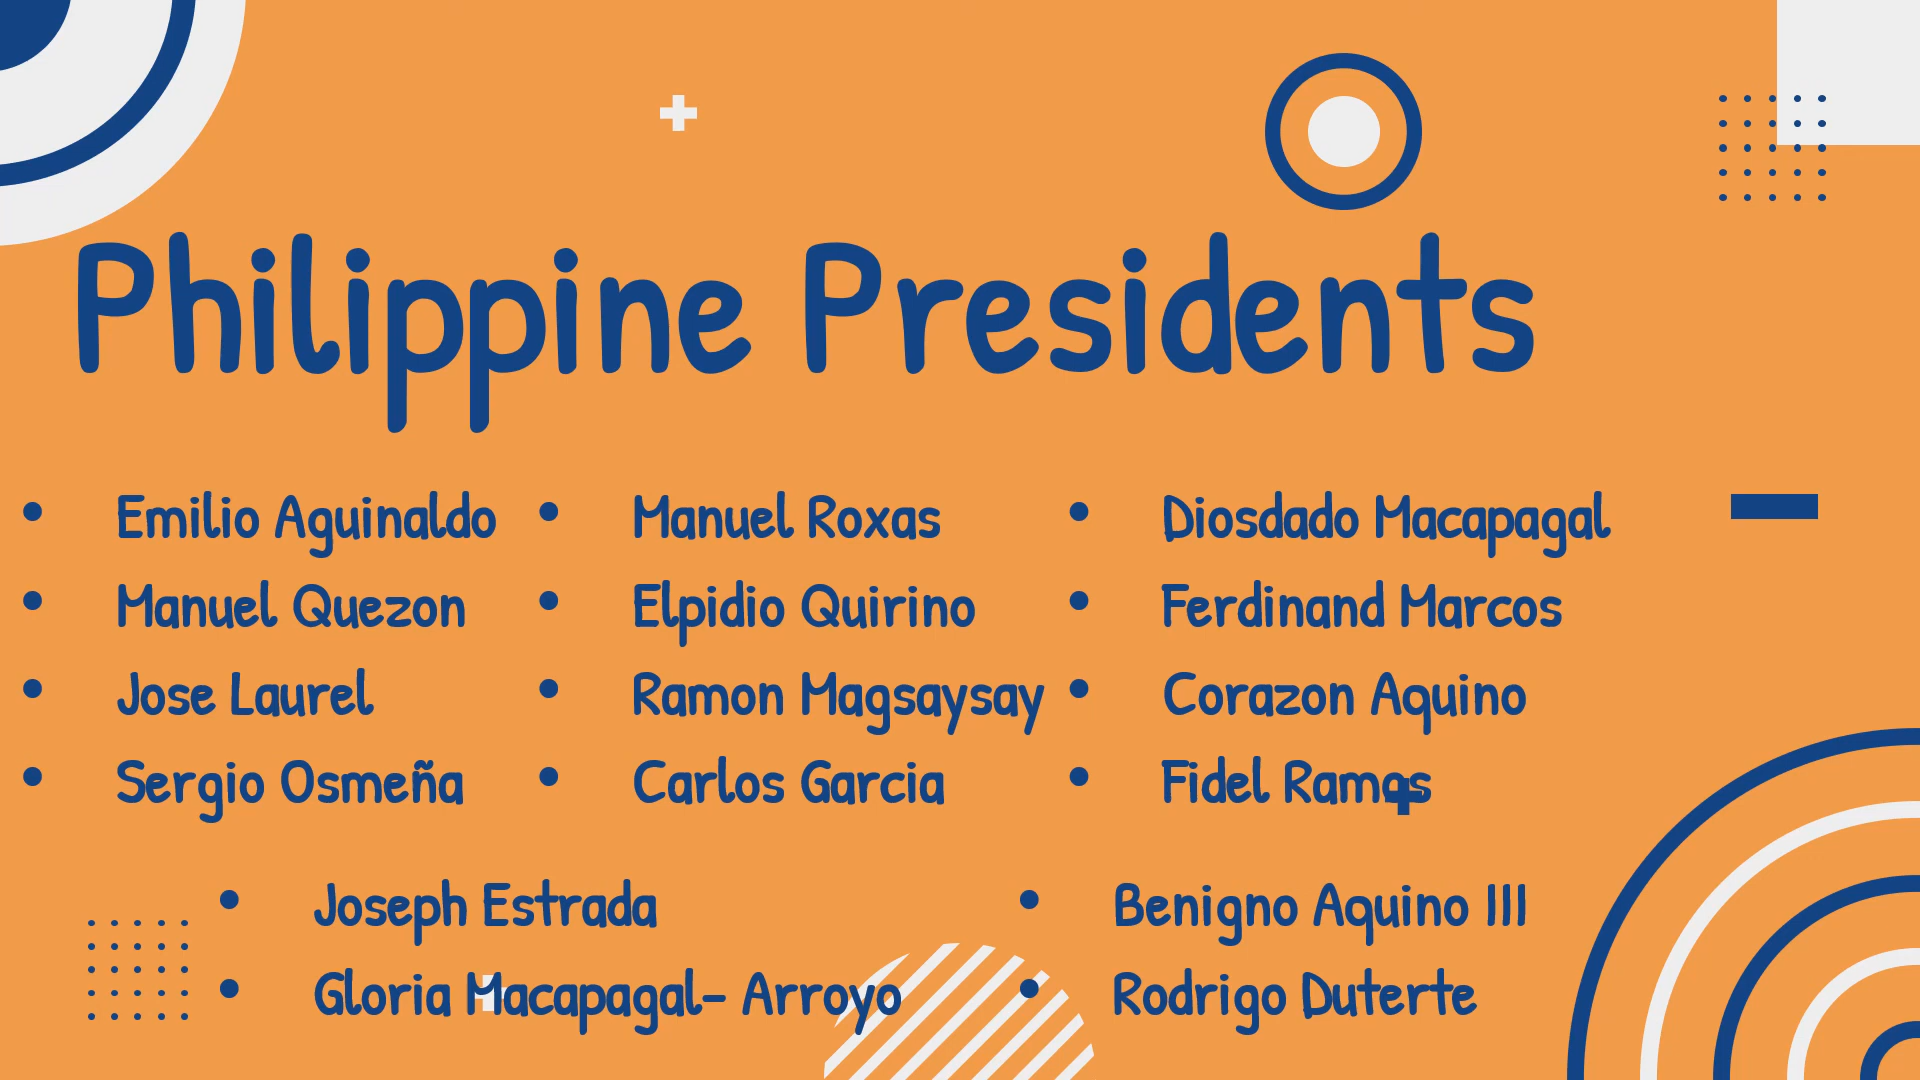 Philippine Presidents
• Emilio Aguinaldo
• Manuel Quezon
• Jose Laurel
• Sergio Osmeña
• Manuel Roxas
• Elpidio Quirino
• Ramon Magsaysay
• Carlos Garcia
• Diosdado Macapagal
• Ferdinand Marcos
• Corazon Aquino
• Fidel Ramos
• Joseph Estrada
• Gloria Macapagal- Arroyo
• Benigno Aquino III
• Rodrigo Duterte